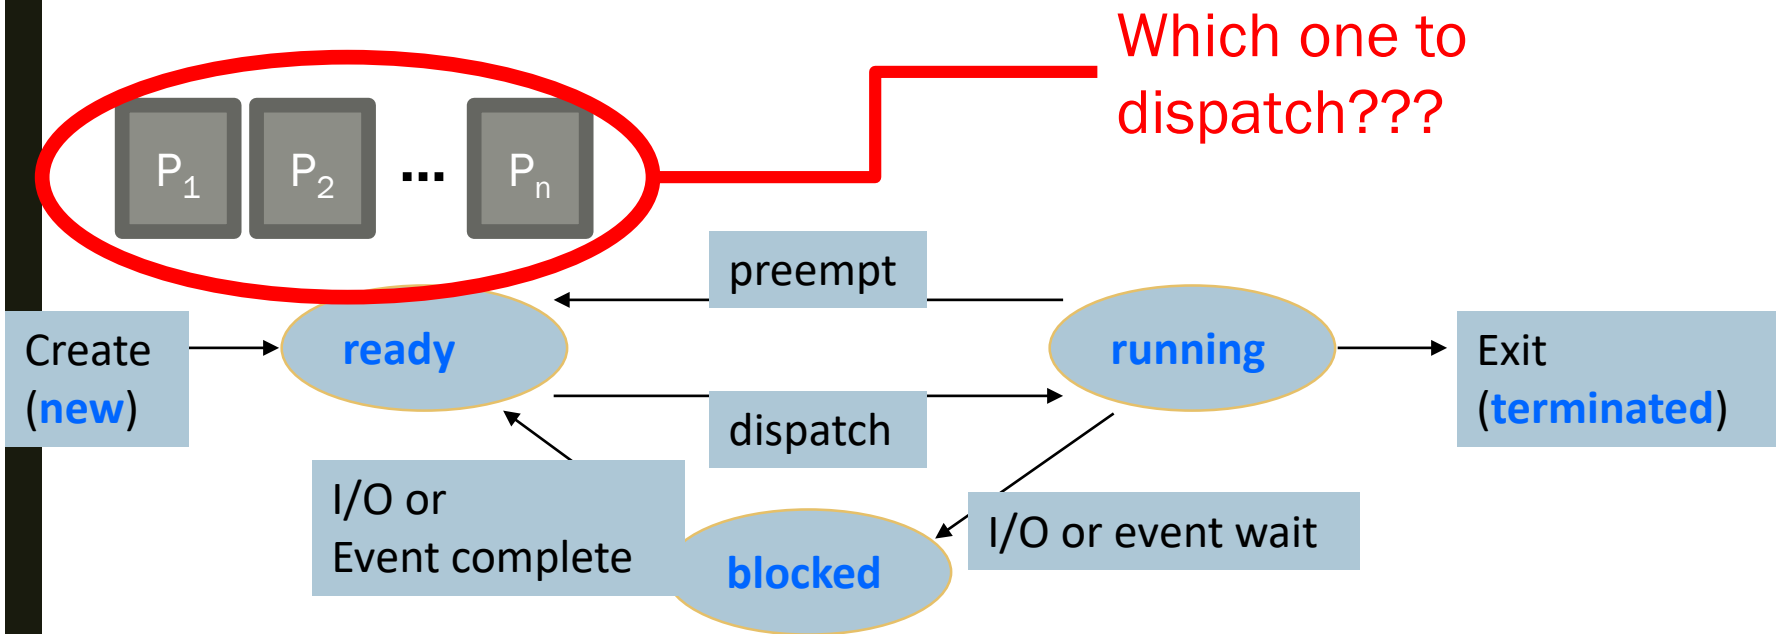 Which one to
dispatch???
P1 P2 ... Pn
preempt
Create
(new)
ready
running
Exit
(terminated)
dispatch
I/O or
Event complete
I/O or event wait
blocked